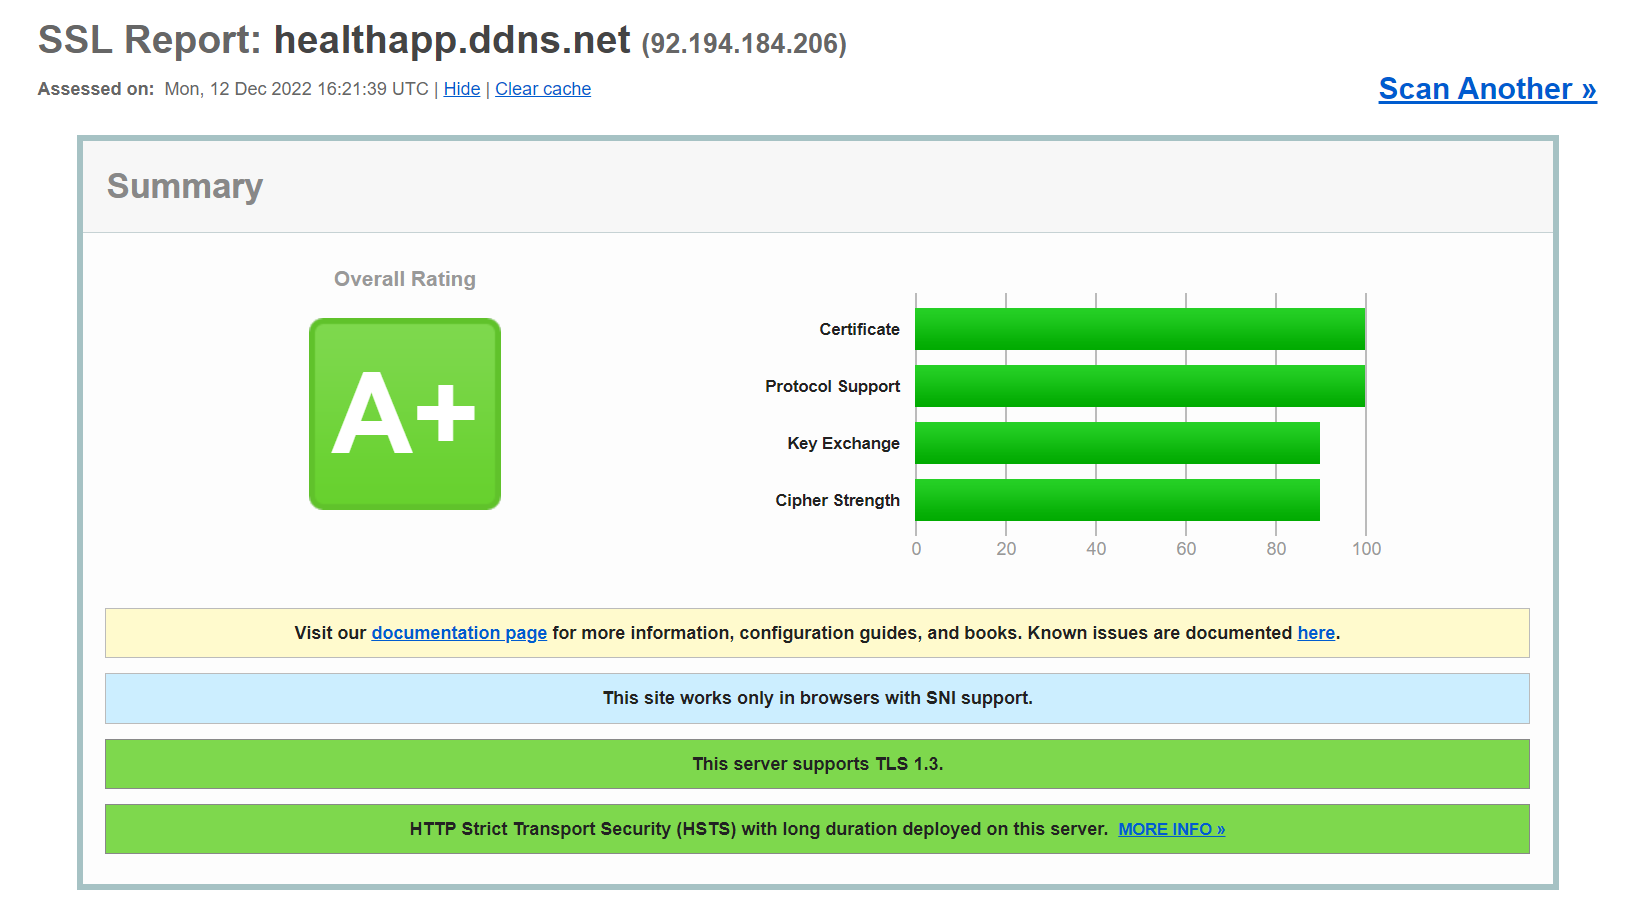 SSL Report: healthapp.ddns.net (92.194.184.206)
Assessed on: Mon, 12 Dec 2022 16:21:39 UTC | Hide | Clear cache
Scan Another »
Summary
Overall Rating
A+
Certificate
Protocol Support
Key Exchange
Cipher Strength
0 20 40 60 80 100
Visit our documentation page for more information, configuration guides, and books. Known issues are documented here.
This site works only in browsers with SNI support.
This server supports TLS 1.3.
HTTP Strict Transport Security (HSTS) with long duration deployed on this server. MORE INFO »